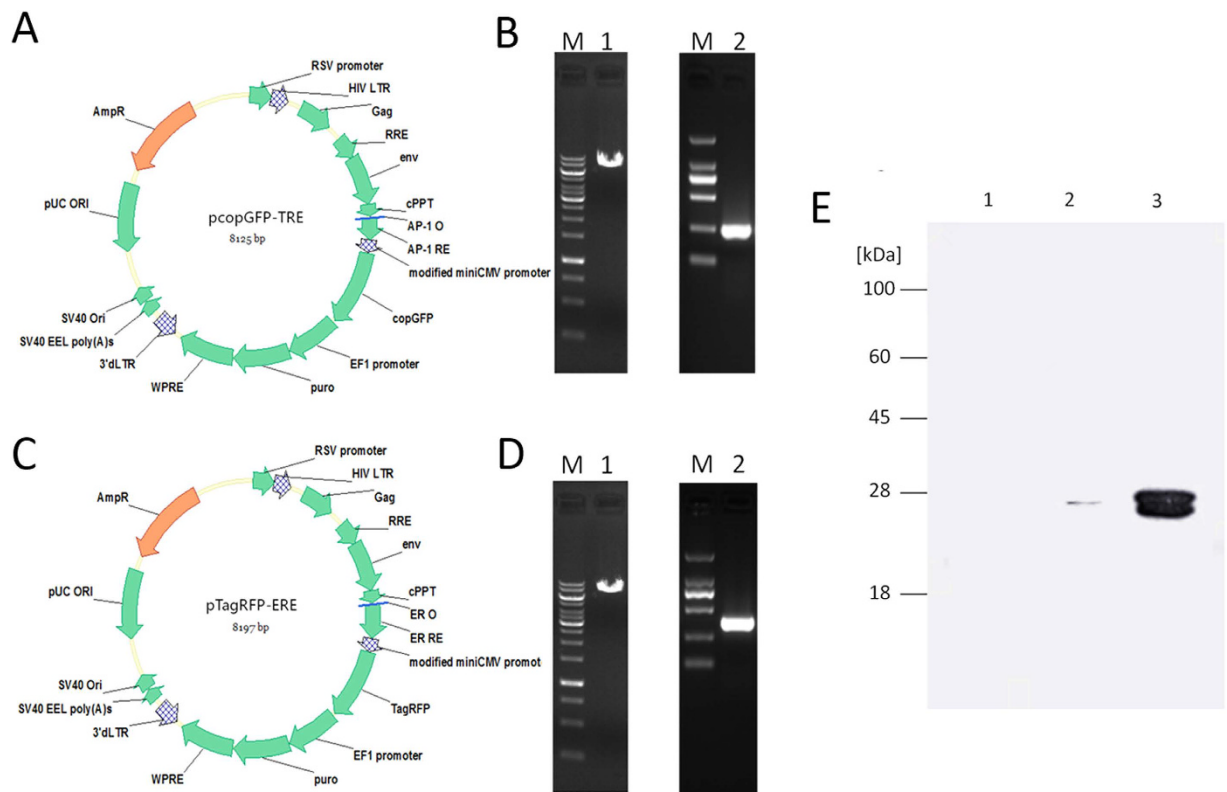 A
RSV promoter
HIV LTR
Gag
RRE
env
cPPT
AP-1 O
AP-1 RE
modified miniCMV promoter
copGFP
EF1 promoter
puro
WPRE
3'dLTR
SV40 EEL poly(A)s
SV40 Ori
pUC ORI
AmpR
pcopGFP-TRE
8125 bp
B
M 1
M 2
C
RSV promoter
HIV LTR
Gag
RRE
env
cPPT
ER O
ER RE
modified miniCMV promot
TagRFP
EF1 promoter
puro
WPRE
3'dLTR
SV40 EEL poly(A)s
SV40 Ori
pUC ORI
AmpR
pTagRFP-ERE
8197 bp
D
M 1
M 2
E
1 2 3
[kDa]
100
60
45
28
18